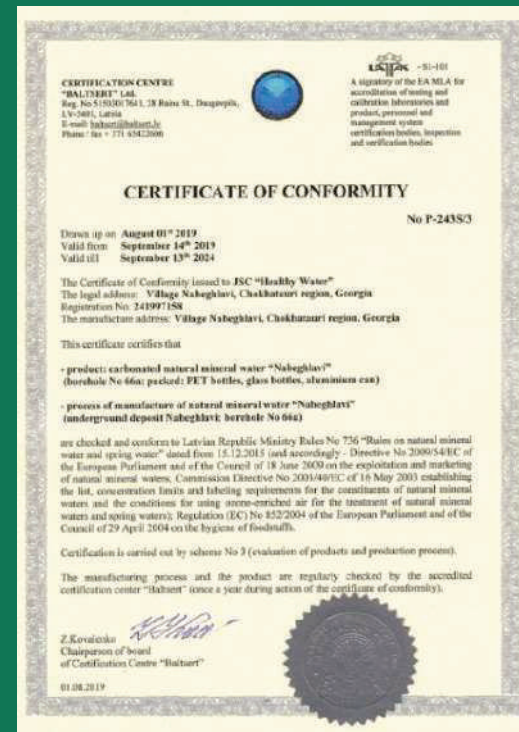 CERTIFICATION CENTRE
"BALTSERT" Ltd.
Reg. No 51503017641, 28 Rainu St., Daugavpils,
LV-5401, Latvia
E-mail: baltsert@baltsert.lv
Phone / fax + 371 65422600
LATAK -S1-101
A signatory of the EA MLA for
accreditation of testing and
calibration laboratories and
product, personnel and
management system
certification bodies, inspection
and verification bodies
CERTIFICATE OF CONFORMITY
No P-243S/3
Drawn up on August 01st 2019
Valid from September 14th 2019
Valid till September 13th 2024
The Certificate of Conformity issued to JSC "Healthy Water"
The legal address: Village Nabeghlavi, Chokhatauri region, Georgia
Registration No: 241997158
The manufacture address: Village Nabeghlavi, Chokhatauri region, Georgia
This certificate certifies that
- product: carbonated natural mineral water "Nabeghlavi"
(borehole No 66a: packed: PET bottles, glass bottles, aluminium can)
- process of manufacture of natural mineral water "Nabeghlavi"
(underground deposit Nabeghlavi: borehole No 66a)
are checked and conform to Latvian Republic Ministry Rules No 736 "Rules on natural mineral
water and spring water" dated from 15.12.2015 (and accordingly - Directive No 2009/54/EC of
the European Parliament and of the Council of 18 June 2009 on the exploitation and marketing
of natural mineral waters; Commission Directive No 2003/40/EC of 16 May 2003 establishing
the list, concentration limits and labeling requirements for the constituents of natural mineral
waters and the conditions for using ozone-enriched air for the treatment of natural mineral
waters and spring waters); Regulation (EC) No 852/2004 of the European Parliament and of the
Council of 29 April 2004 on the hygiene of foodstuffs.
Certification is carried out by scheme No 3 (evaluation of products and production process).
The manufacturing process and the product are regularly checked by the accredited
certification center "Baltsert" (once a year during action of the certificate of conformity).
Z.Kovalenko
Chairperson of board
of Certification Centre "Baltsert"
01.08.2019